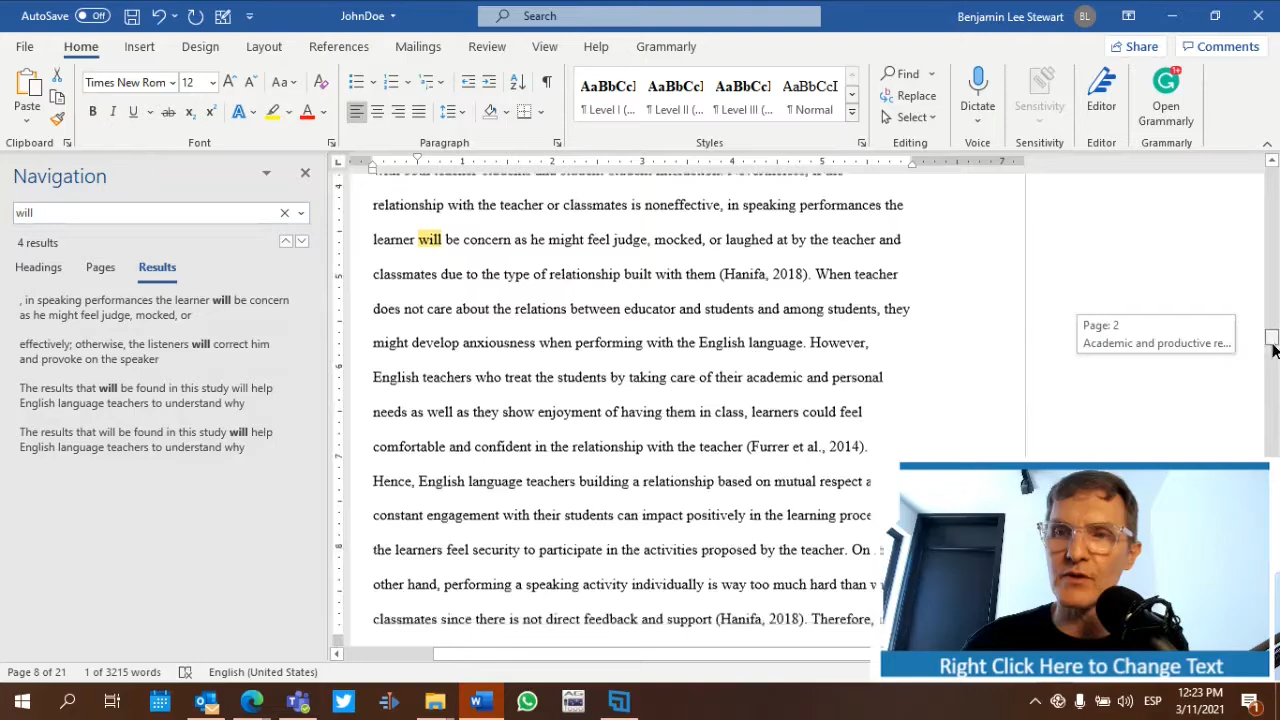 AutoSave Off JohnDoe Search Benjamin Lee Stewart BL
File Home Insert Design Layout References Mailings Review View Help Grammarly Share Comments
Paste Times New Rom 12 Aa AaBbCc AaBbCc AaBbCc AaBbCcI Find Replace Select Dictate Sensitivity Editor Open Grammarly
¶ Level I (... ¶ Level II (... ¶ Level III (... ¶ Normal
Clipboard Font Paragraph Styles Editing Voice Sensitivity Editor Grammarly
Navigation
will
4 results
Headings Pages Results
, in speaking performances the learner will be concern
as he might feel judge, mocked, or
effectively; otherwise, the listeners will correct him
and provoke on the speaker
The results that will be found in this study will help
English language teachers to understand why
The results that will be found in this study will help
English language teachers to understand why
1 2 3 4 5 6 7
relationship with the teacher or classmates is noneffective, in speaking performances the
learner will be concern as he might feel judge, mocked, or laughed at by the teacher and
classmates due to the type of relationship built with them (Hanifa, 2018). When teacher
does not care about the relations between educator and students and among students, they
might develop anxiousness when performing with the English language. However,
English teachers who treat the students by taking care of their academic and personal
needs as well as they show enjoyment of having them in class, learners could feel
comfortable and confident in the relationship with the teacher (Furrer et al., 2014).
Hence, English language teachers building a relationship based on mutual respect a
constant engagement with their students can impact positively in the learning proce
the learners feel security to participate in the activities proposed by the teacher. On
other hand, performing a speaking activity individually is way too much hard than w
classmates since there is not direct feedback and support (Hanifa, 2018). Therefore,
Page: 2
Academic and productive re...
Right Click Here to Change Text
Page 8 of 21 1 of 3215 words English (United States)
ESP 12:23 PM
3/11/2021